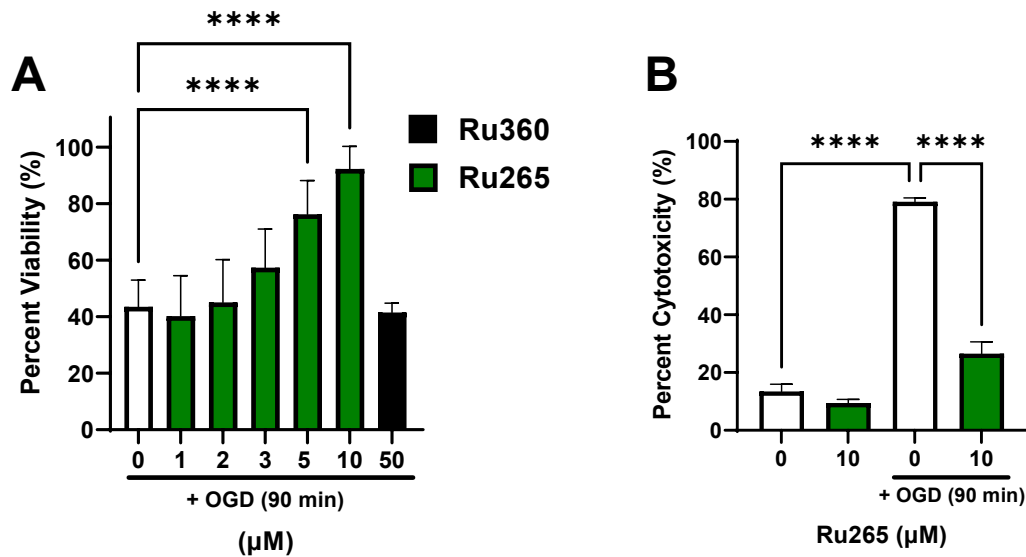 A
****
****
Ru360
Ru265
Percent Viability (%)
100
80
60
40
20
0
0 1 2 3 5 10 50
+ OGD (90 min)
(µM)
B
**** ****
Percent Cytotoxicity (%)
100
80
60
40
20
0
0 10 0 10
+ OGD (90 min)
Ru265 (µM)